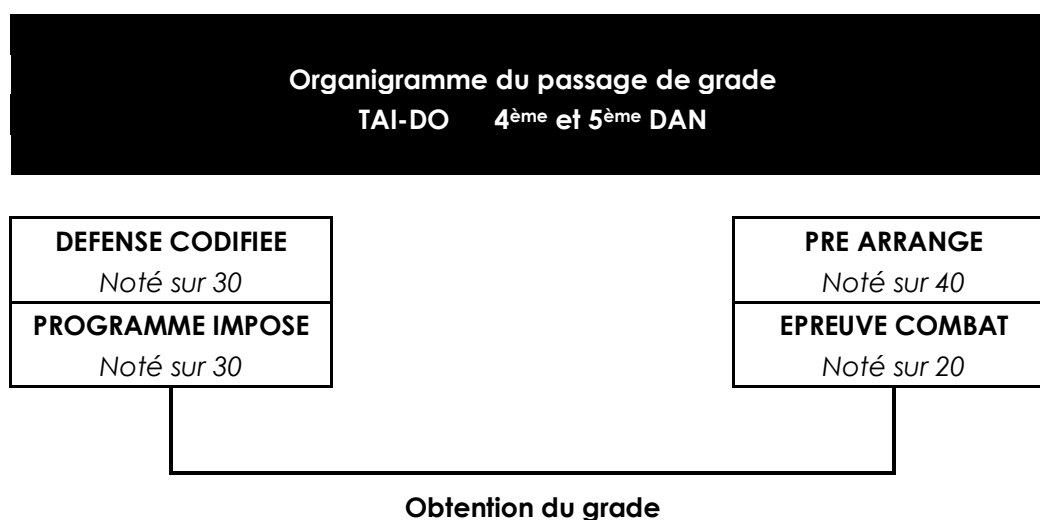 Organigramme du passage de grade
TAI-DO 4ème et 5ème DAN
DEFENSE CODIFIEE
Noté sur 30
PROGRAMME IMPOSE
Noté sur 30
PRE ARRANGE
Noté sur 40
EPREUVE COMBAT
Noté sur 20
Obtention du grade